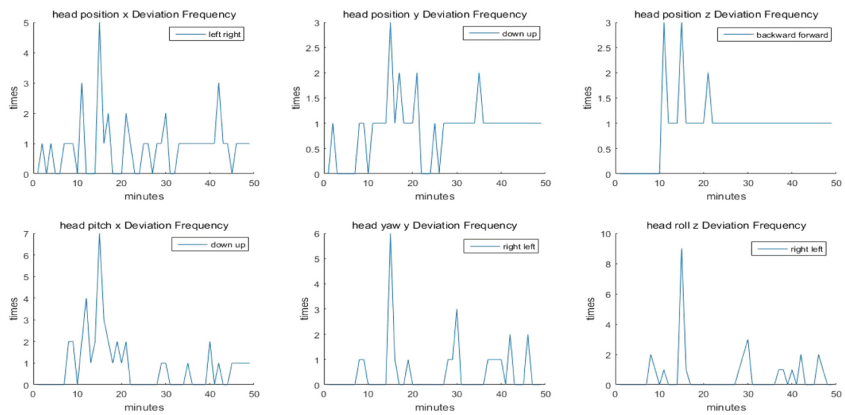 head position x Deviation Frequency
left right
times
5
4
3
2
1
0
0 10 20 30 40 50
minutes
head position y Deviation Frequency
down up
times
3
2.5
2
1.5
1
0.5
0
0 10 20 30 40 50
minutes
head position z Deviation Frequency
backward forward
times
3
2.5
2
1.5
1
0.5
0
0 10 20 30 40 50
minutes
head pitch x Deviation Frequency
down up
times
7
6
5
4
3
2
1
0
0 10 20 30 40 50
minutes
head yaw y Deviation Frequency
right left
times
6
5
4
3
2
1
0
0 10 20 30 40 50
minutes
head roll z Deviation Frequency
right left
times
10
8
6
4
2
0
0 10 20 30 40 50
minutes